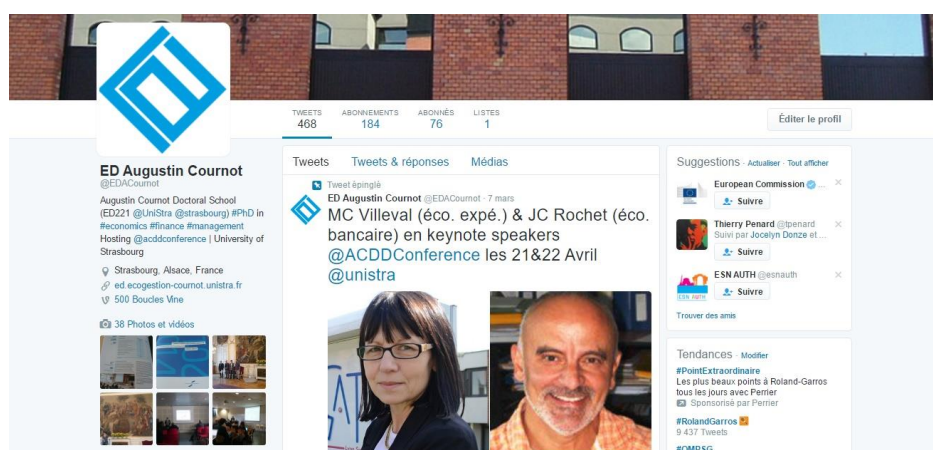 TWEETS
468
ABONNEMENTS
184
ABONNÉS
76
LISTES
1
Éditer le profil
ED Augustin Cournot
@EDACournot
Augustin Cournot Doctoral School
(ED221 @UniStra @strasbourg) #PhD in
#economics #finance #management
Hosting @acddconference | University of
Strasbourg
Strasbourg, Alsace, France
ed.ecogestion-cournot.unistra.fr
500 Boucles Vine
38 Photos et vidéos
Tweets Tweets & réponses Médias
Tweet épinglé
ED Augustin Cournot @EDACournot · 7 mars
MC Villeval (éco. expé.) & JC Rochet (éco.
bancaire) en keynote speakers
@ACDDConference les 21&22 Avril
@unistra
Suggestions · Actualiser · Tout afficher
European Commission ...
Suivre
Thierry Penard @tpenard
Suivi par Jocelyn Donze et ...
Suivre
ESN AUTH @esnauth
Suivre
Trouver des amis
Tendances · Modifier
#PointExtraordinaire
Les plus beaux points à Roland-Garros
tous les jours avec Perrier
Sponsorisé par Perrier
#RolandGarros
9 437 Tweets